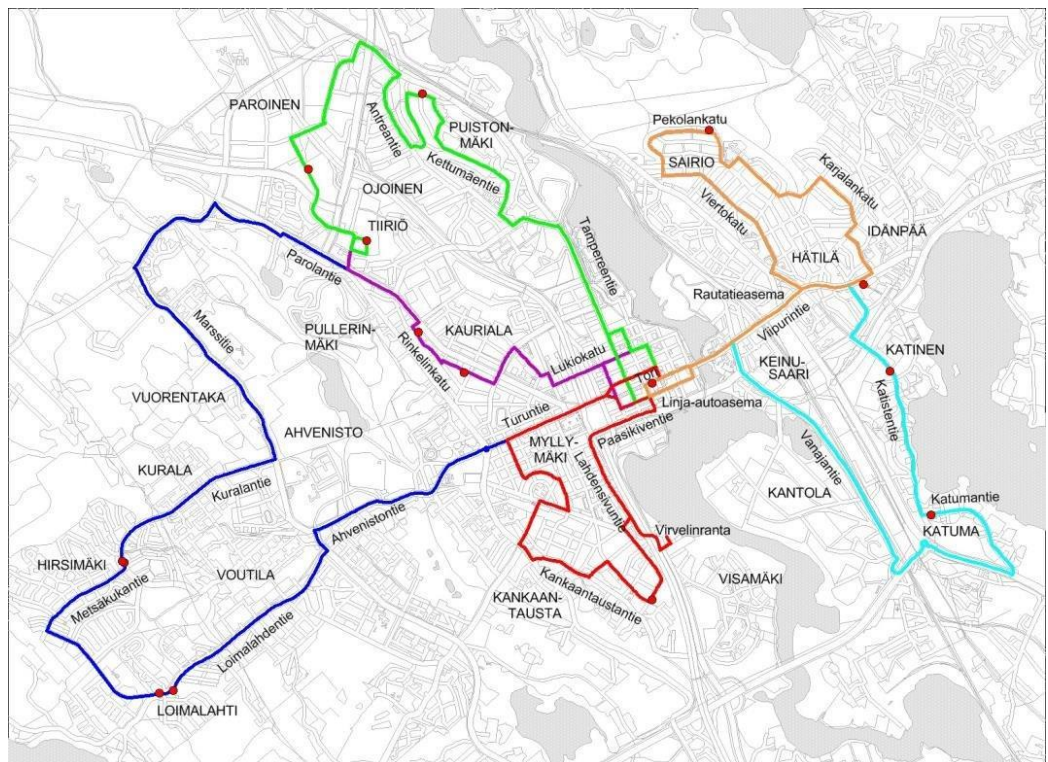 PAROINEN
Antreantie
PUISTON-
MÄKI
Kettumäentie
Pekolankatu
SAIRIO
Karjalankatu
Viertokatu
IDÄNPÄÄ
HÄTILÄ
OJOINEN
TIIRIÖ
Parolantie
Tampereentie
Rautatieasema
Viipurintie
Marssitie
PULLERIN-
MÄKI
Rinkelinkatu
KAURIALA
Lukiokatu
KEINU-
SAARI
KATINEN
Katistentie
VUORENTAKA
Tori
Linja-autoasema
Turuntie
Paasikiventie
AHVENISTO
MYLLY-
MÄKI
Lahdensivuntie
Vanajantie
KURALA
Kuralantie
KANTOLA
Katumantie
KATUMA
Ahvenistontie
Virvelinranta
HIRSIMÄKI
Metsäkukantie
VOUTILA
Loimalahdentie
Kankaantaustantie
KANKAAN-
TAUSTA
VISAMÄKI
LOIMALAHTI